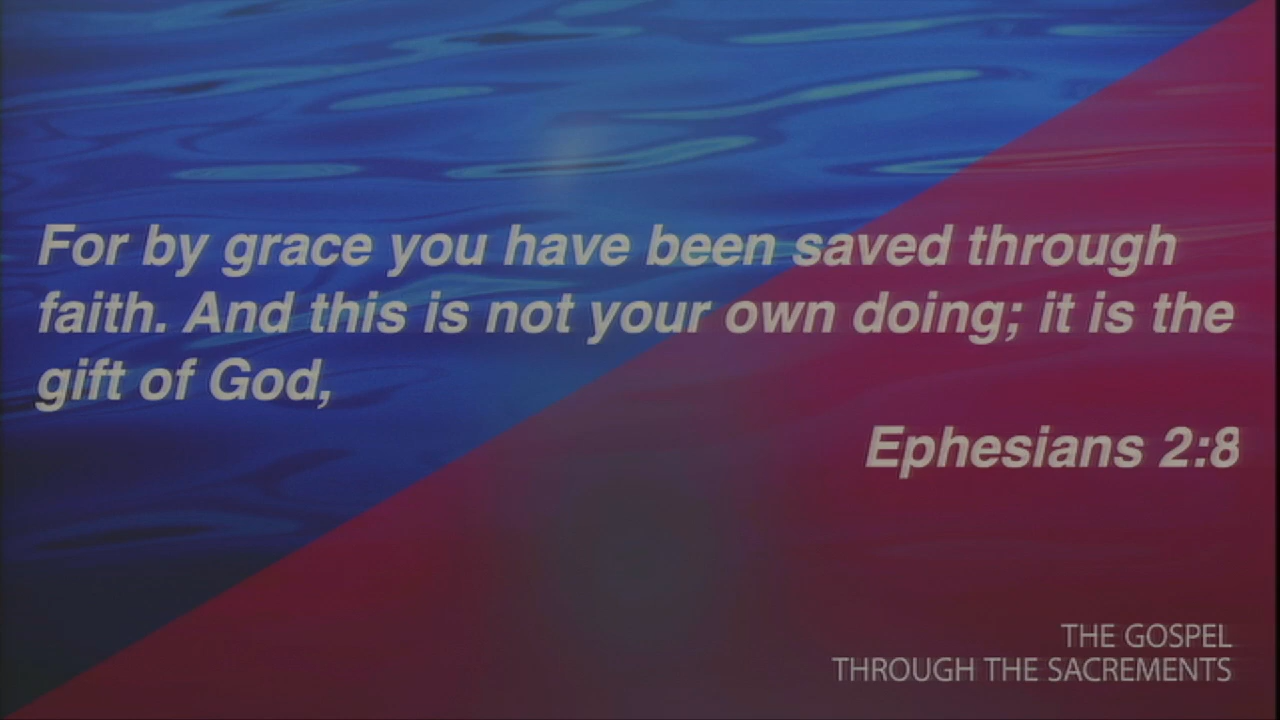 For by grace you have been saved through
faith. And this is not your own doing; it is the
gift of God,
Ephesians 2:8
THE GOSPEL
THROUGH THE SACREMENTS